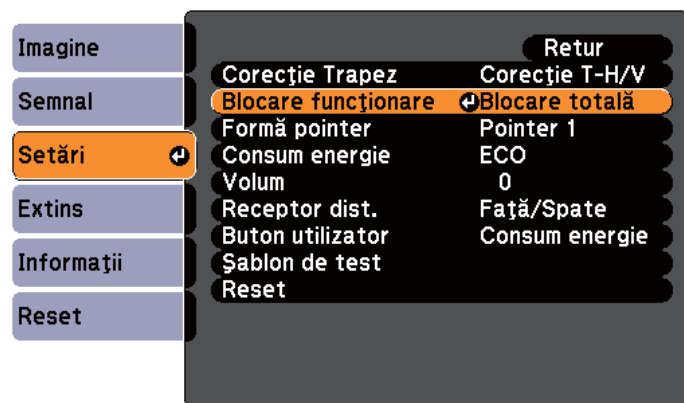 Imagine
Semnal
Setări
Extins
Informaţii
Reset
Retur
Corecţie Trapez Corecţie T-H/V
Blocare funcţionare Blocare totală
Formă pointer Pointer 1
Consum energie ECO
Volum 0
Receptor dist. Faţă/Spate
Buton utilizator Consum energie
Şablon de test
Reset